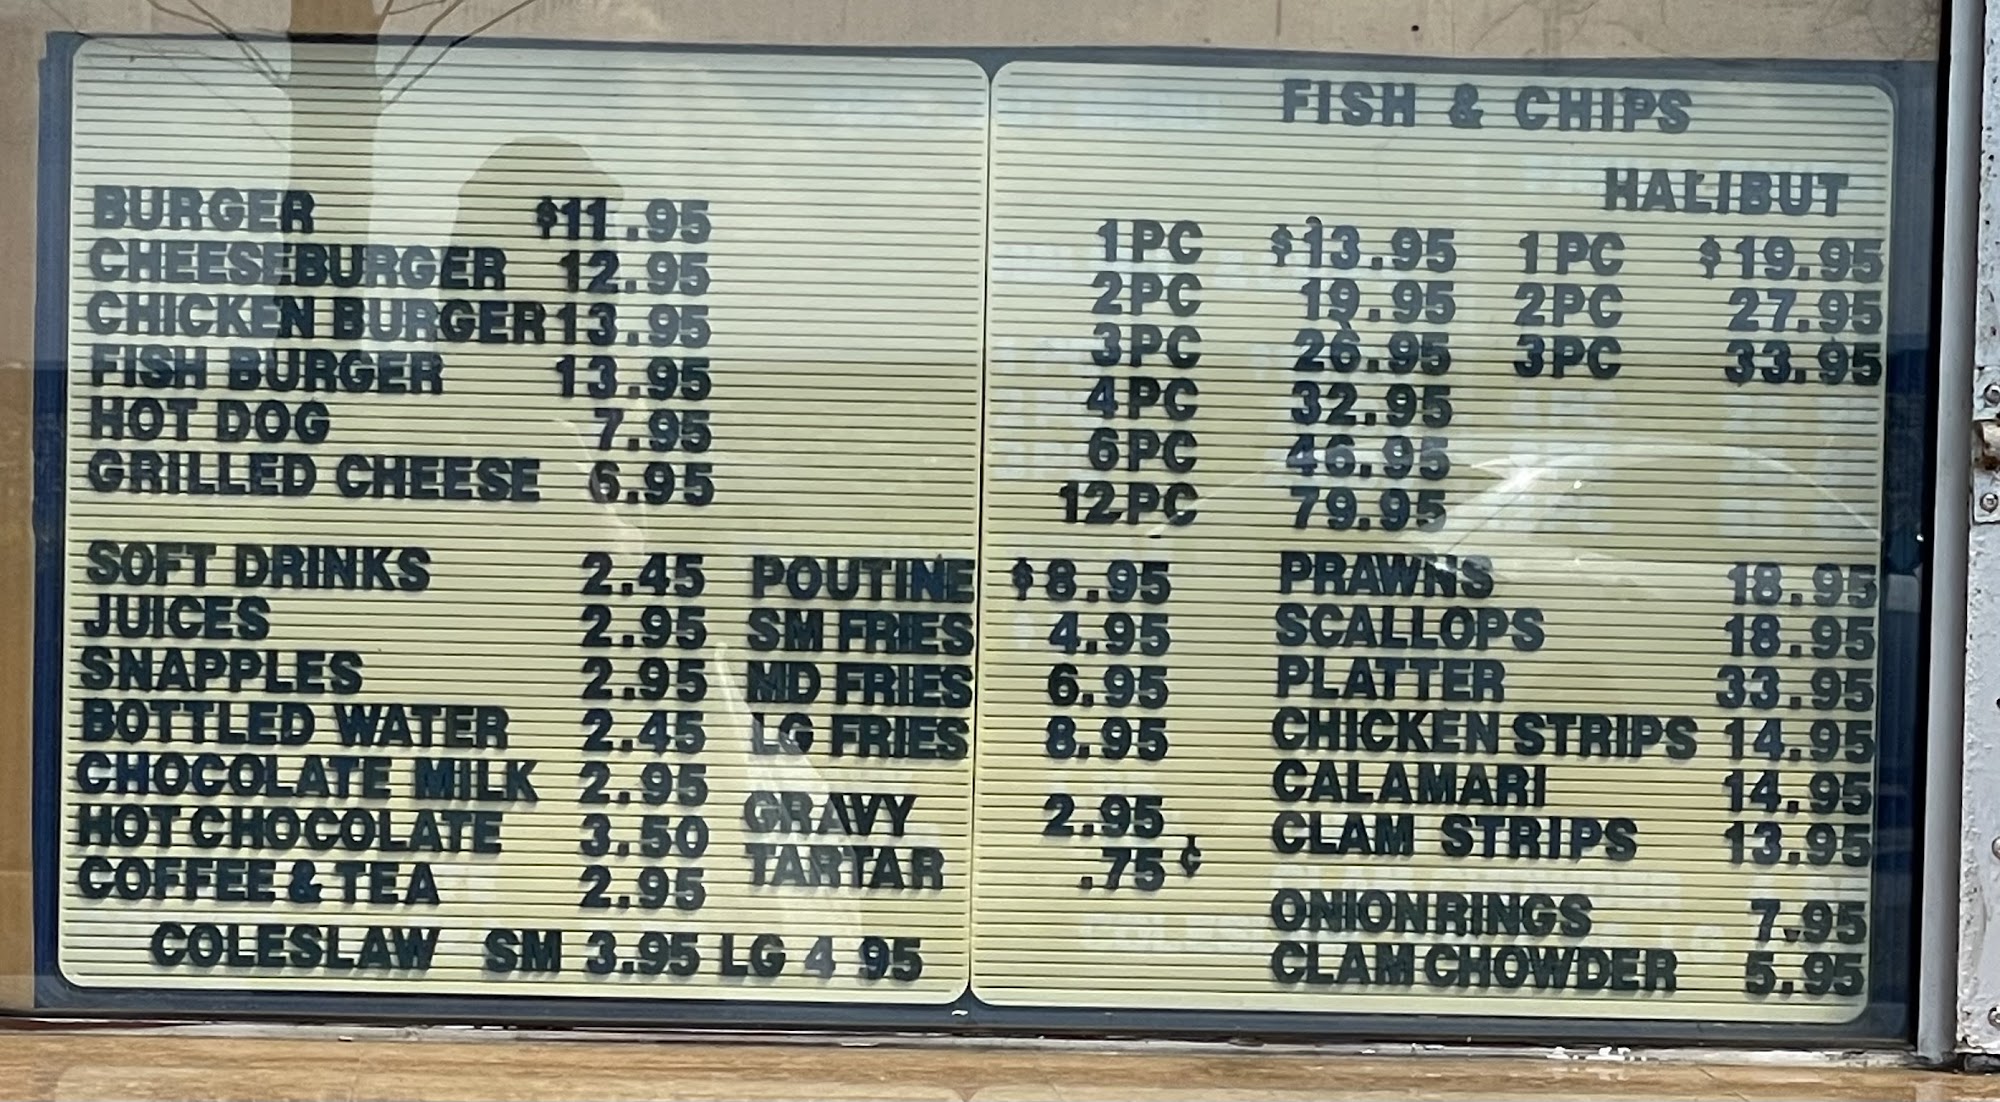 BURGER $11.95
CHEESEBURGER 12.95
CHICKEN BURGER 13.95
FISH BURGER 13.95
HOT DOG 7.95
GRILLED CHEESE 6.95
SOFT DRINKS 2.45
JUICES 2.95
SNAPPLES 2.95
BOTTLED WATER 2.45
CHOCOLATE MILK 2.95
HOT CHOCOLATE 3.50
COFFEE & TEA 2.95
POUTINE $8.95
SM FRIES 4.95
MD FRIES 6.95
LG FRIES 8.95
GRAVY 2.95
TARTAR .75¢
COLESLAW SM 3.95 LG 4 95
FISH & CHIPS
HALIBUT
1PC $13.95 1PC $19.95
2PC 19.95 2PC 27.95
3PC 26.95 3PC 33.95
4PC 32.95
6PC 46.95
12PC 79.95
PRAWNS 18.95
SCALLOPS 18.95
PLATTER 33.95
CHICKEN STRIPS 14.95
CALAMARI 14.95
CLAM STRIPS 13.95
ONION RINGS 7.95
CLAM CHOWDER 5.95